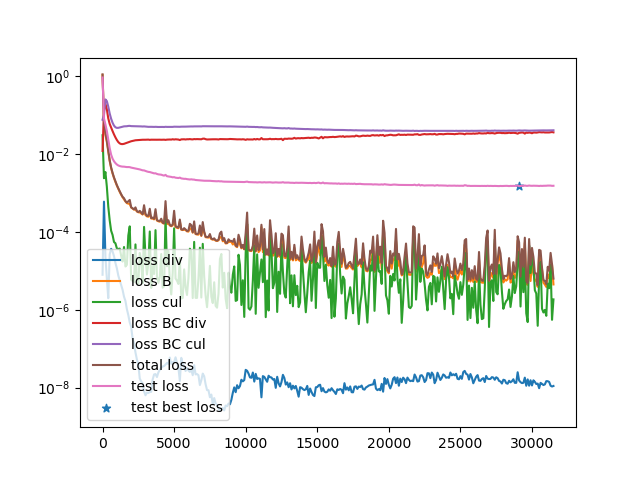 10⁰
10⁻²
10⁻⁴
10⁻⁶
10⁻⁸
loss div
loss B
loss cul
loss BC div
loss BC cul
total loss
test loss
test best loss
0 5000 10000 15000 20000 25000 30000